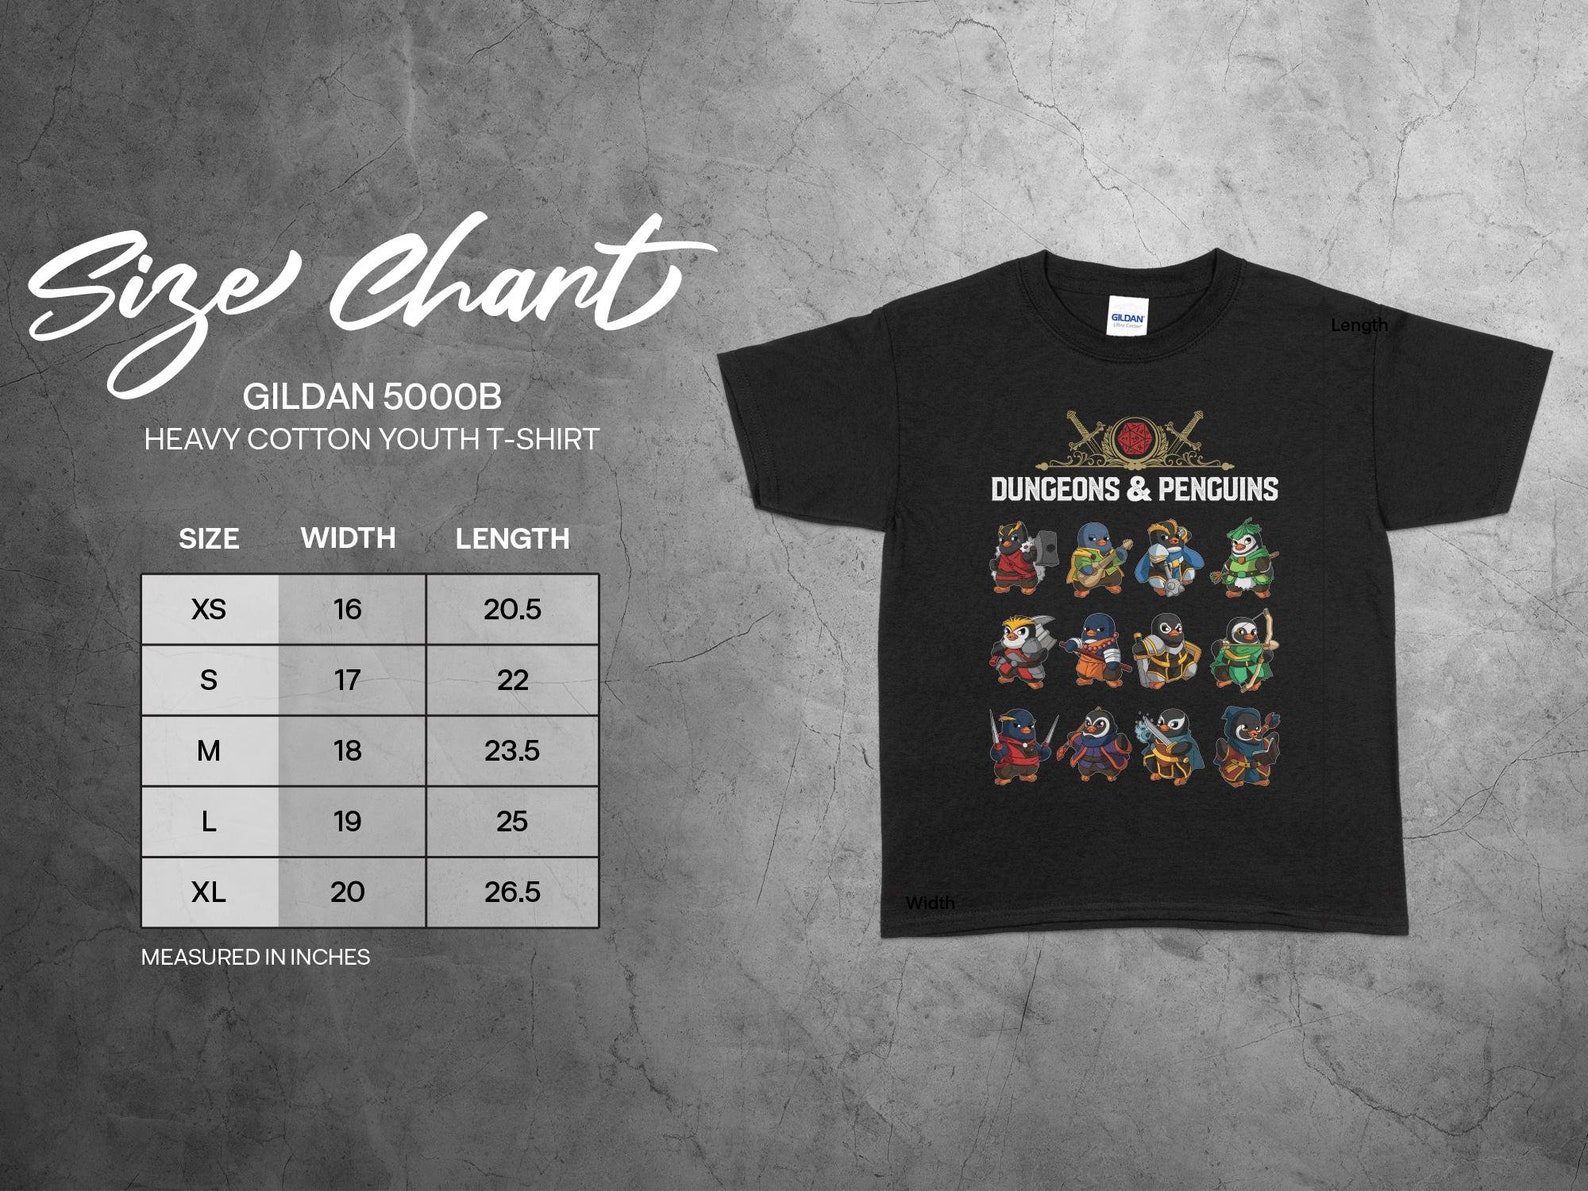 Size Chart
GILDAN 5000B
HEAVY COTTON YOUTH T-SHIRT
SIZE WIDTH LENGTH
XS 16 20.5
S 17 22
M 18 23.5
L 19 25
XL 20 26.5
MEASURED IN INCHES
GILDAN
Length
DUNGEONS & PENGUINS
Width